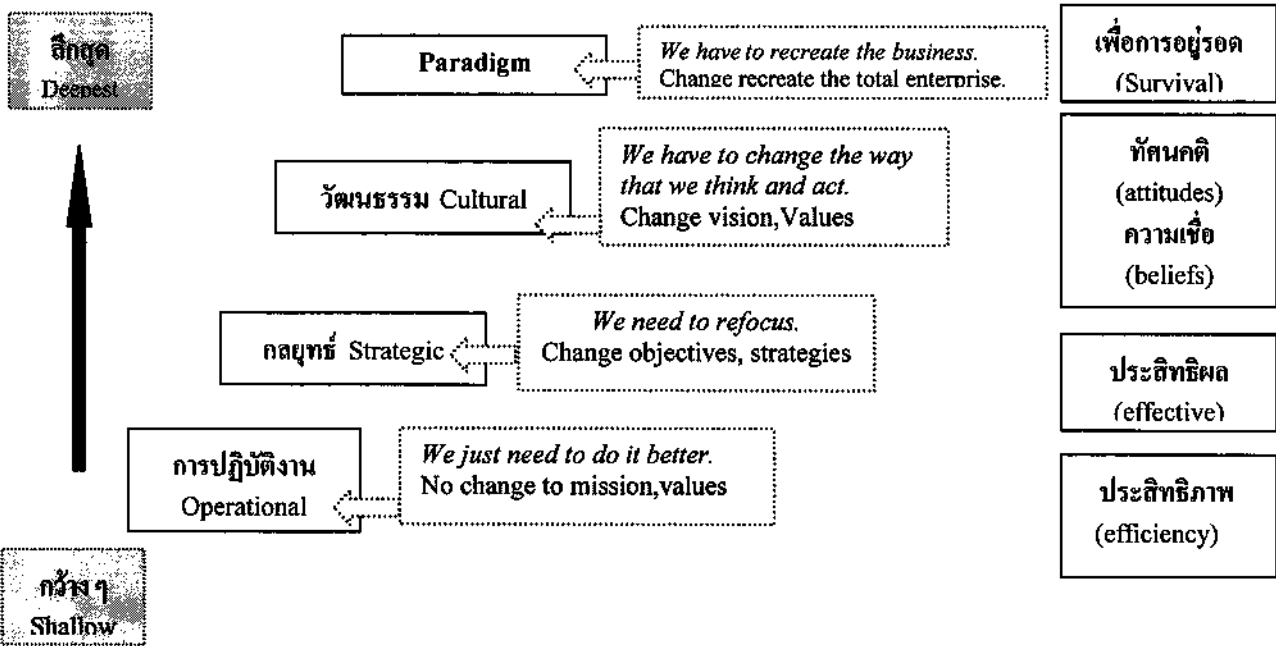 ลึกสุด
Deepest
Paradigm
We have to recreate the business.
Change recreate the total enterprise.
เพื่อการอยู่รอด
(Survival)
วัฒนธรรม Cultural
We have to change the way
that we think and act.
Change vision,Values
ทัศนคติ
(attitudes)
ความเชื่อ
(beliefs)
กลยุทธ์ Strategic
We need to refocus.
Change objectives, strategies
ประสิทธิผล
(effective)
การปฏิบัติงาน
Operational
We just need to do it better.
No change to mission,values
ประสิทธิภาพ
(efficiency)
กว้าง ๆ
Shallow